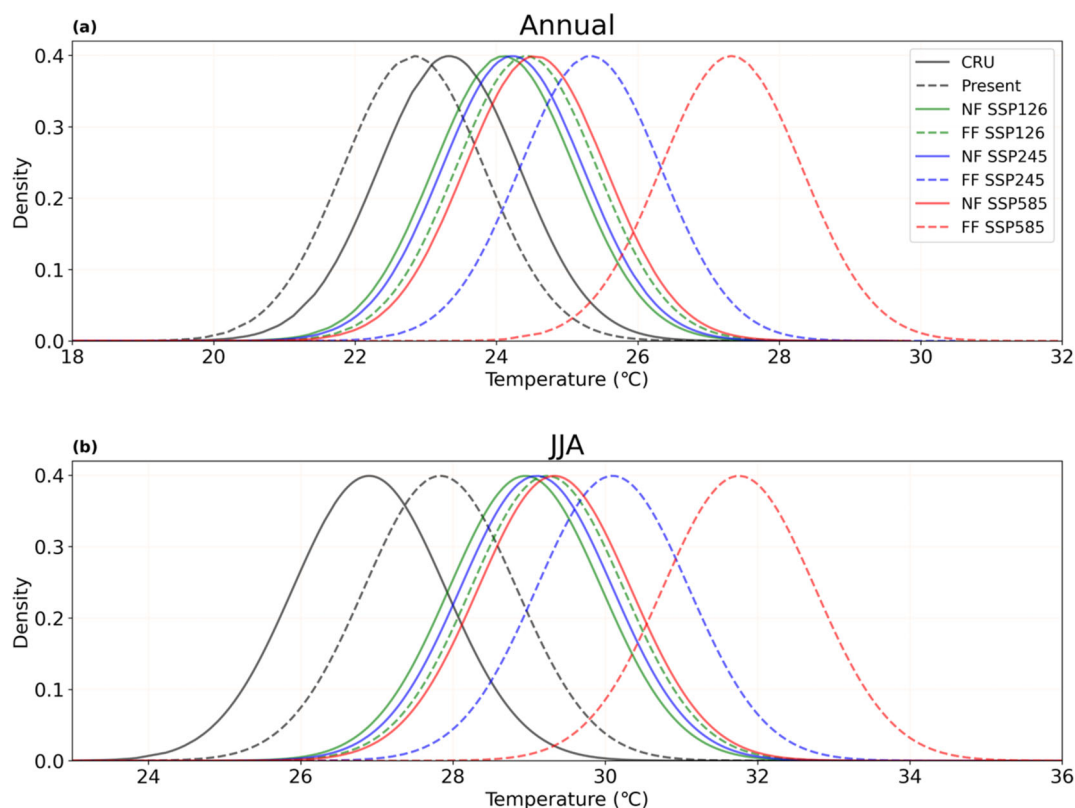 (a)
Annual
0.4
0.3
0.2
0.1
0.0
Density
18 20 22 24 26 28 30 32
Temperature (℃)
CRU
Present
NF SSP126
FF SSP126
NF SSP245
FF SSP245
NF SSP585
FF SSP585
(b)
JJA
0.4
0.3
0.2
0.1
0.0
Density
24 26 28 30 32 34 36
Temperature (℃)